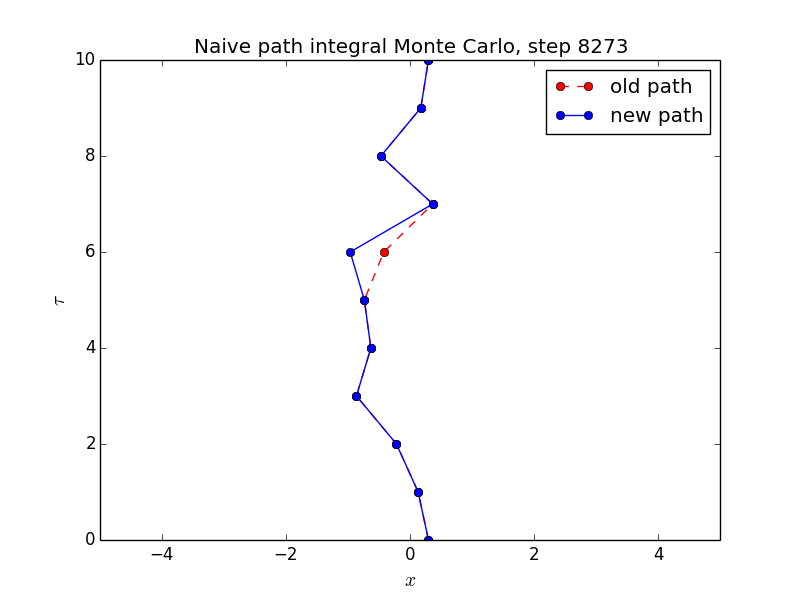 Naive path integral Monte Carlo, step 8273
old path
new path
10
8
6
4
2
0
τ
−4 −2 0 2 4
x